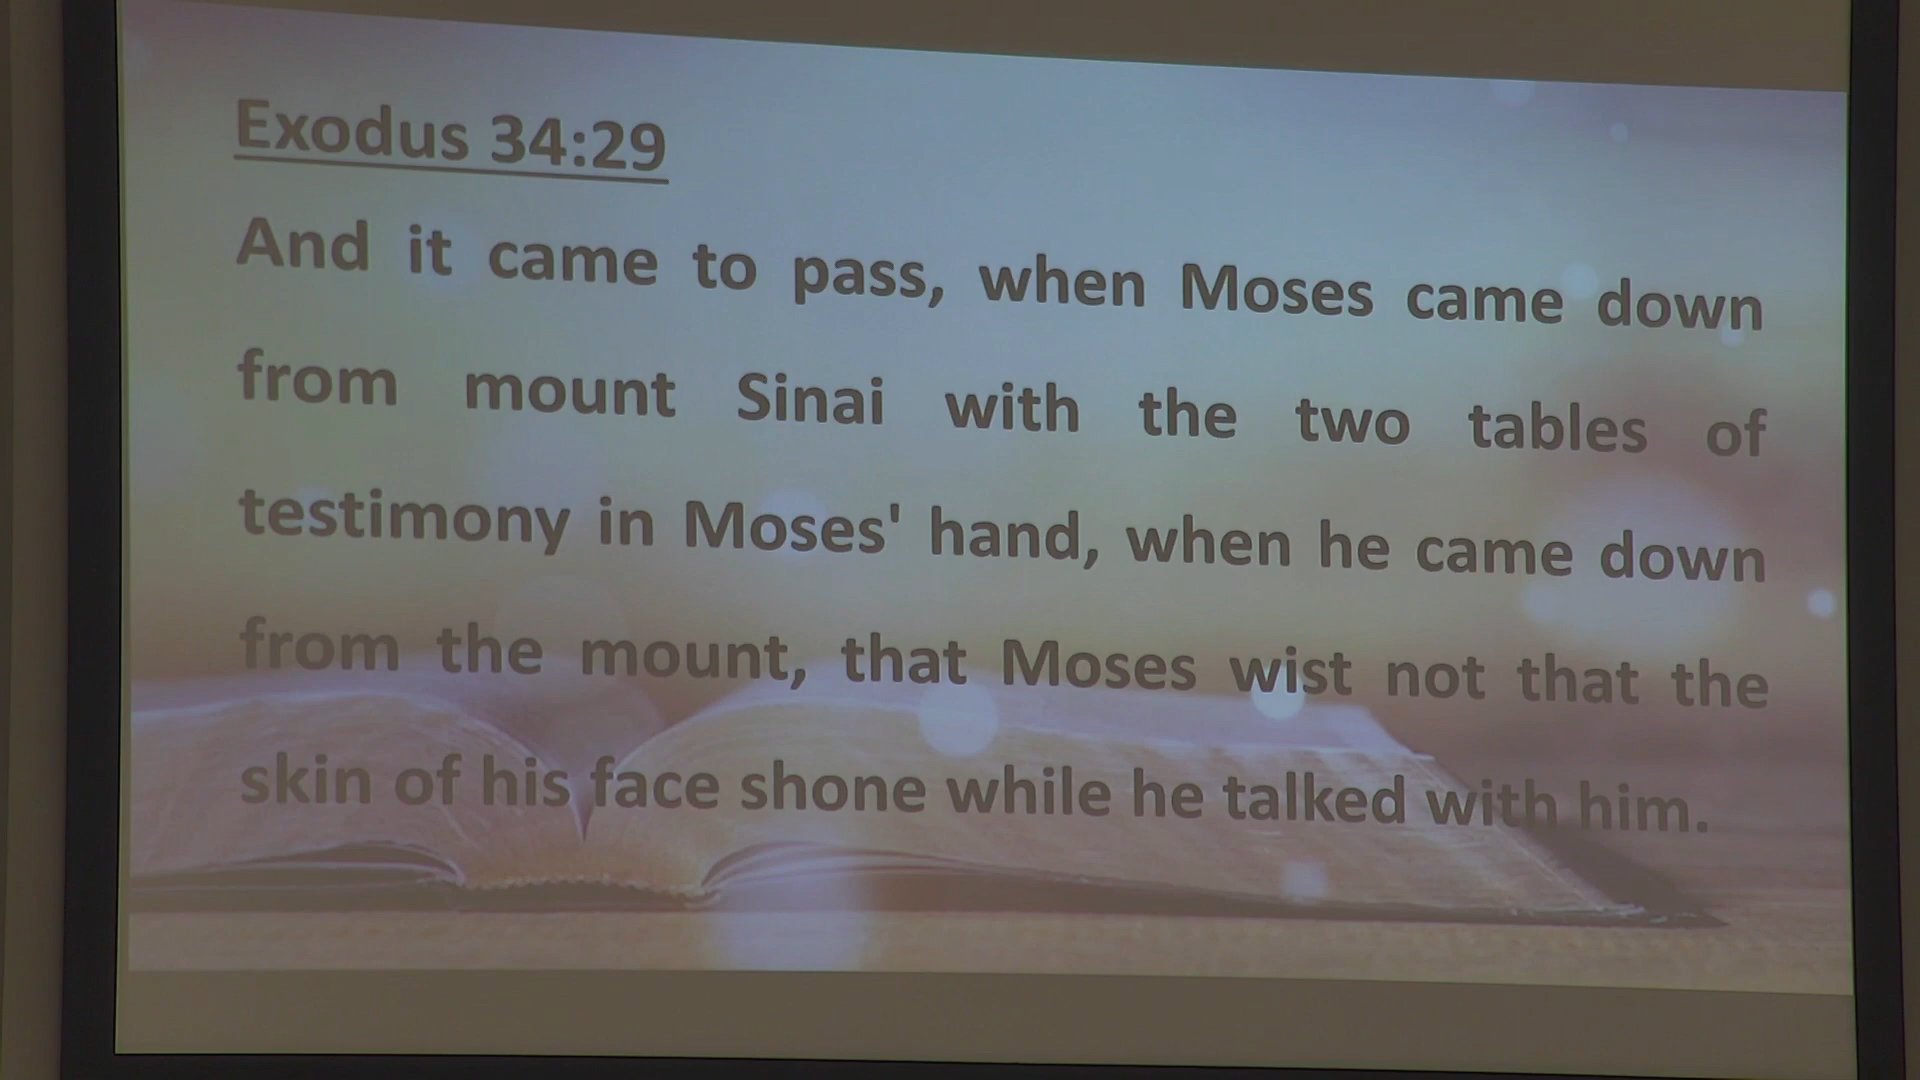 Exodus 34:29
And it came to pass, when Moses came down
from mount Sinai with the two tables of
testimony in Moses' hand, when he came down
from the mount, that Moses wist not that the
skin of his face shone while he talked with him.